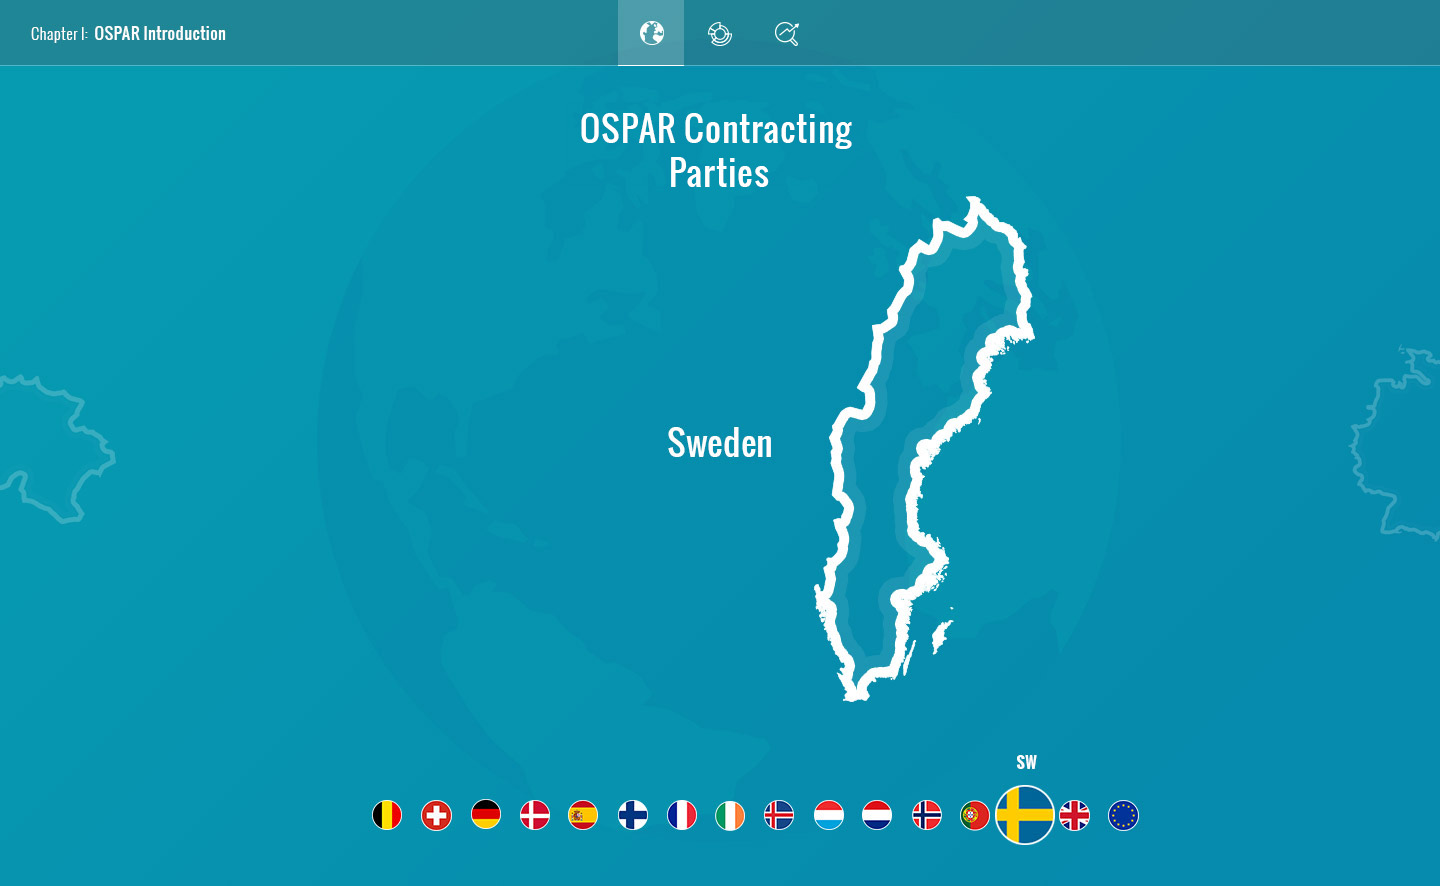 Chapter I: OSPAR Introduction
OSPAR Contracting
Parties
Sweden
SW